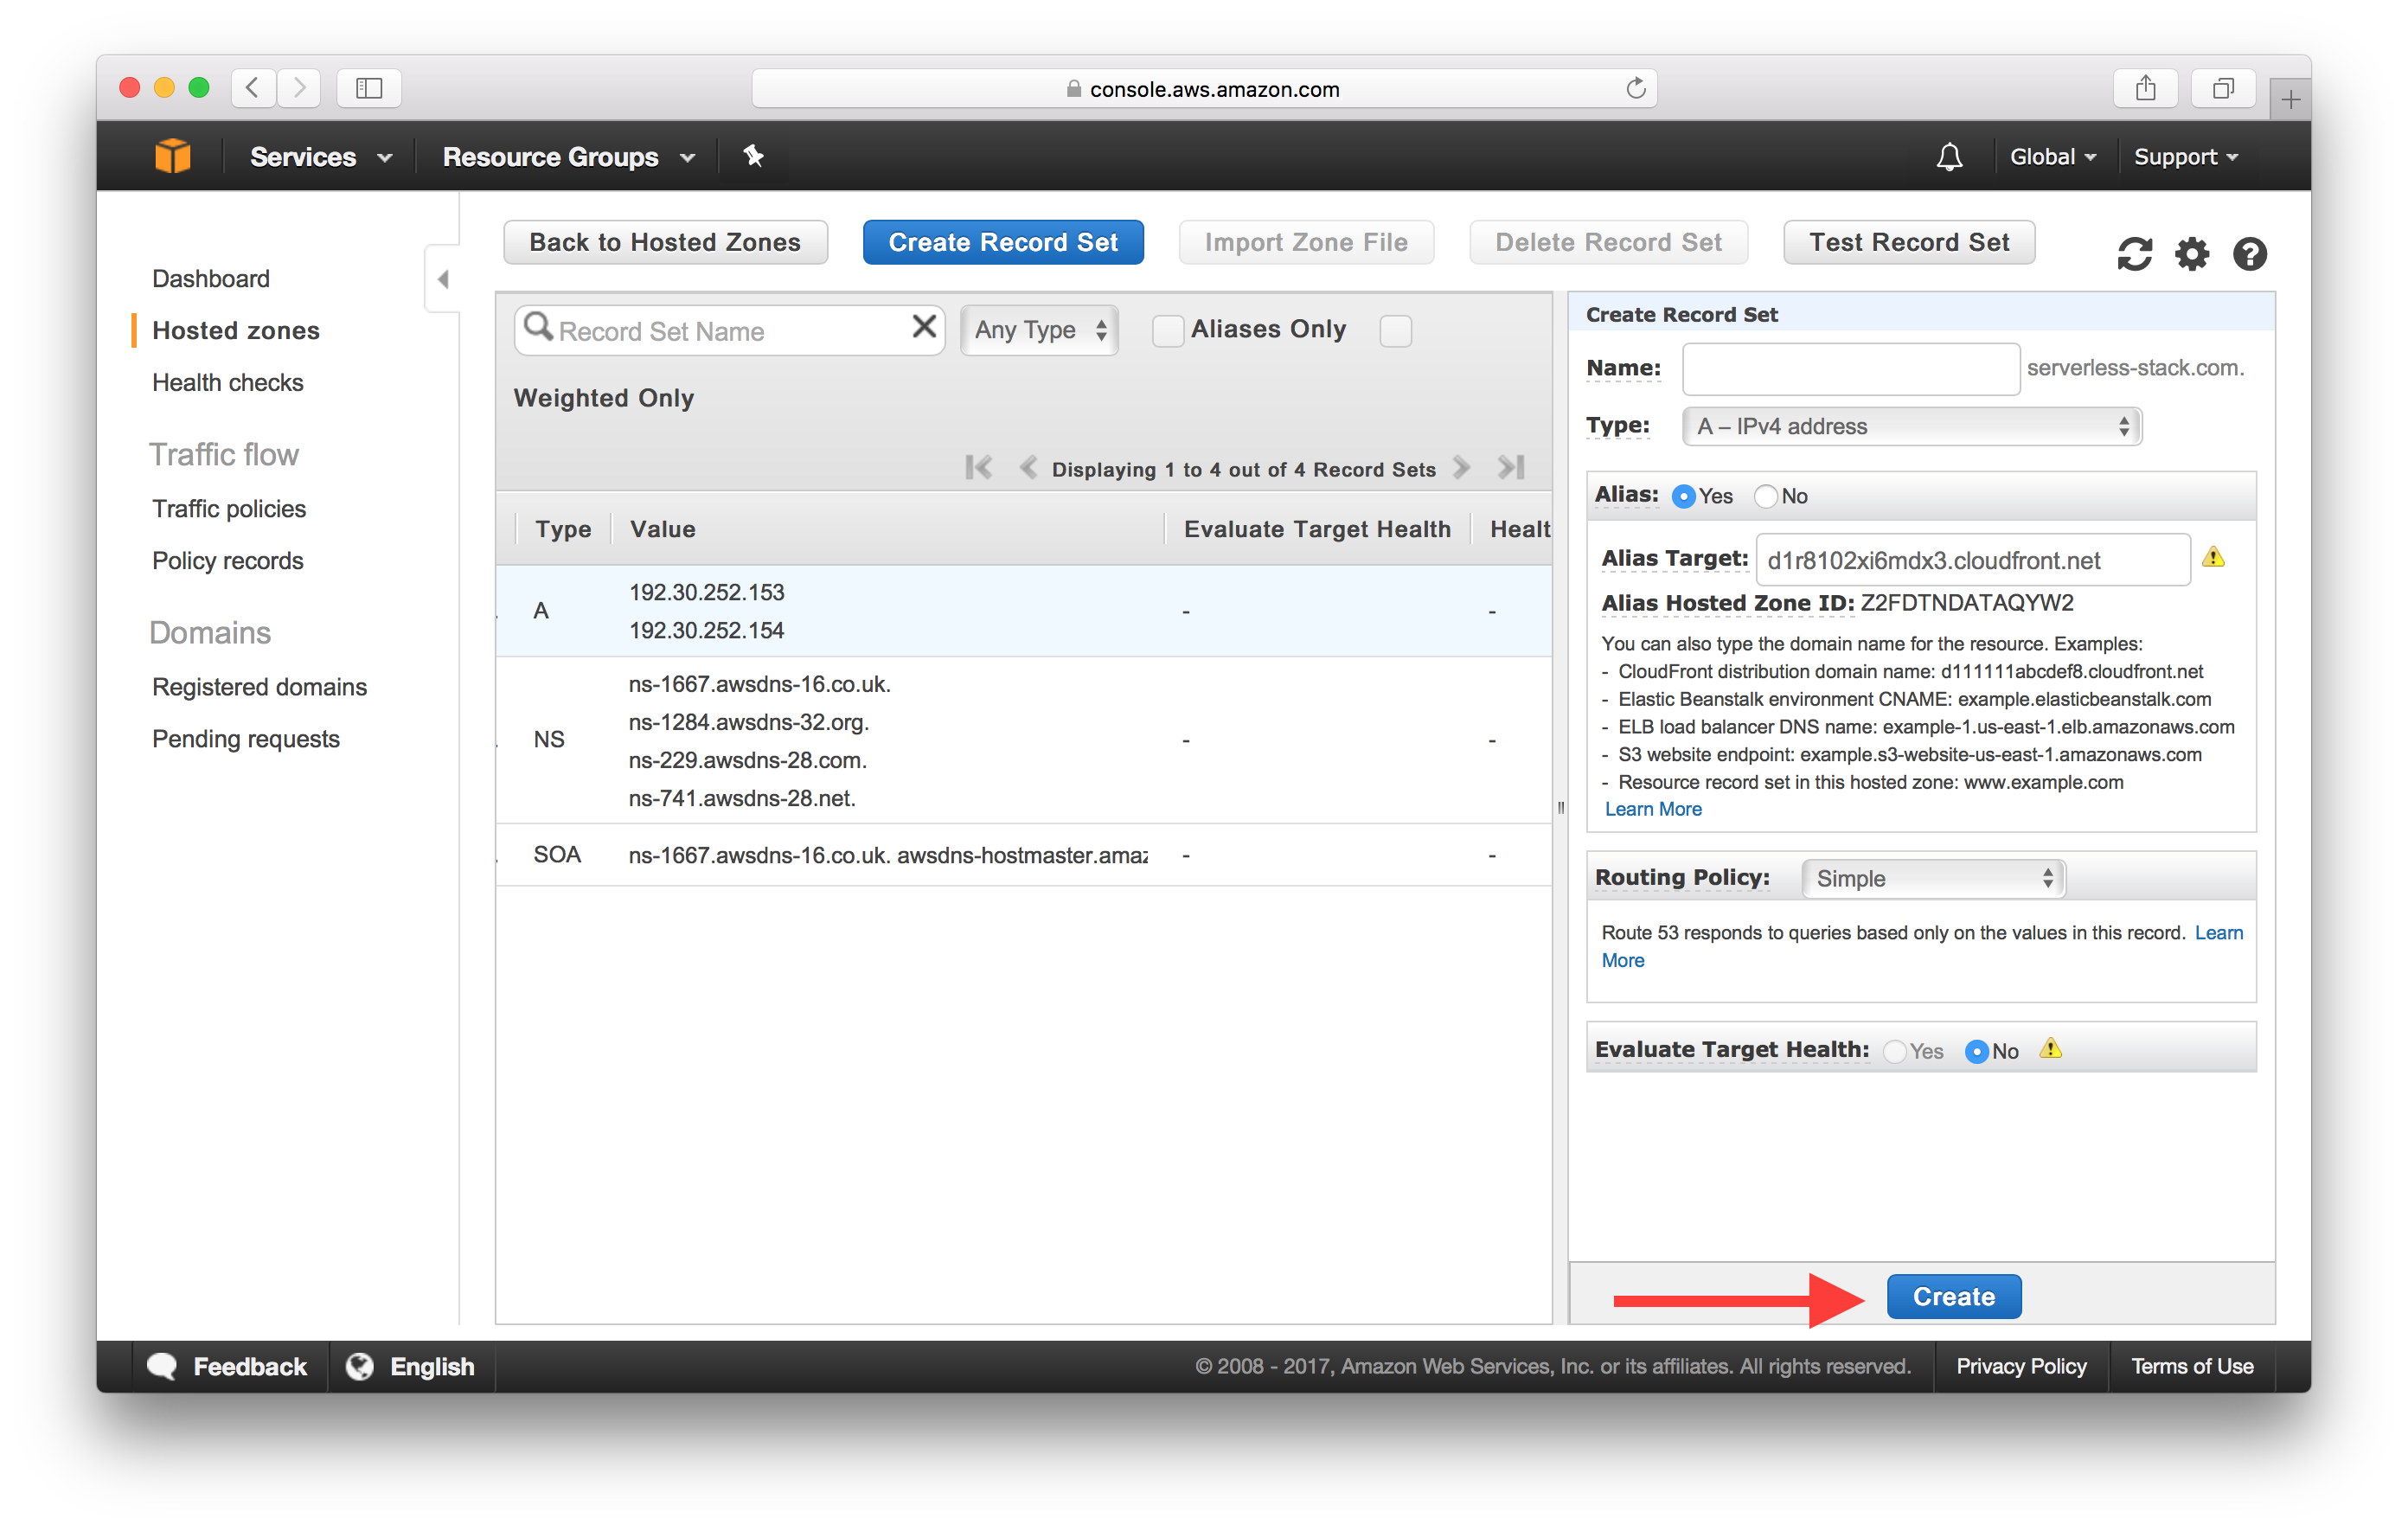 console.aws.amazon.com
Services
Resource Groups
Global
Support
Dashboard
Hosted zones
Health checks
Traffic flow
Traffic policies
Policy records
Domains
Registered domains
Pending requests
Back to Hosted Zones
Create Record Set
Import Zone File
Delete Record Set
Test Record Set
Record Set Name
Any Type
Aliases Only
Weighted Only
Displaying 1 to 4 out of 4 Record Sets
Type Value Evaluate Target Health Healt
A 192.30.252.153 - -
192.30.252.154
NS ns-1667.awsdns-16.co.uk. - -
ns-1284.awsdns-32.org.
ns-229.awsdns-28.com.
ns-741.awsdns-28.net.
SOA ns-1667.awsdns-16.co.uk. awsdns-hostmaster.amaz - -
Create Record Set
Name: serverless-stack.com.
Type: A – IPv4 address
Alias: Yes No
Alias Target: d1r8102xi6mdx3.cloudfront.net
Alias Hosted Zone ID: Z2FDTNDATAQYW2
You can also type the domain name for the resource. Examples:
- CloudFront distribution domain name: d111111abcdef8.cloudfront.net
- Elastic Beanstalk environment CNAME: example.elasticbeanstalk.com
- ELB load balancer DNS name: example-1.us-east-1.elb.amazonaws.com
- S3 website endpoint: example.s3-website-us-east-1.amazonaws.com
- Resource record set in this hosted zone: www.example.com
Learn More
Routing Policy: Simple
Route 53 responds to queries based only on the values in this record. Learn
More
Evaluate Target Health: Yes No
Create
Feedback
English
© 2008 - 2017, Amazon Web Services, Inc. or its affiliates. All rights reserved.
Privacy Policy
Terms of Use